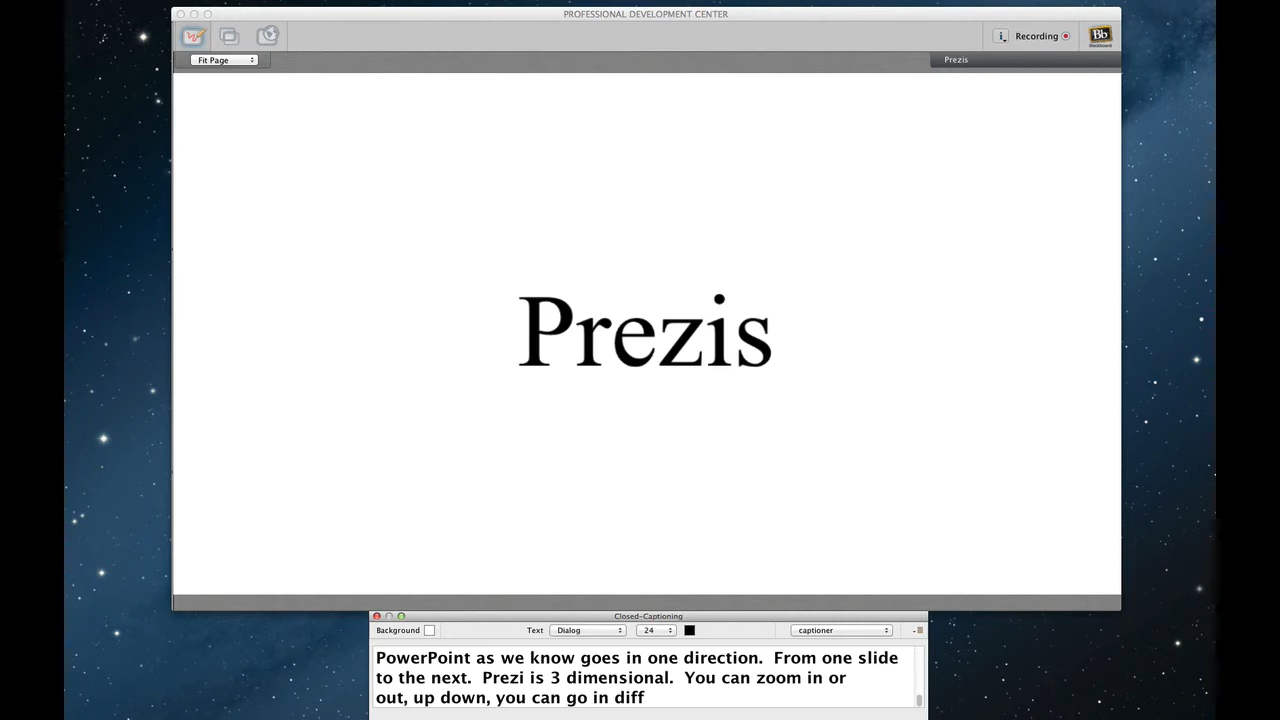 PROFESSIONAL DEVELOPMENT CENTER
Recording
Bb
Blackboard
Fit Page
Prezis
Prezis
Closed-Captioning
Background
Text
Dialog
24
captioner
PowerPoint as we know goes in one direction.  From one slide
to the next.  Prezi is 3 dimensional.  You can zoom in or
out, up down, you can go in diff